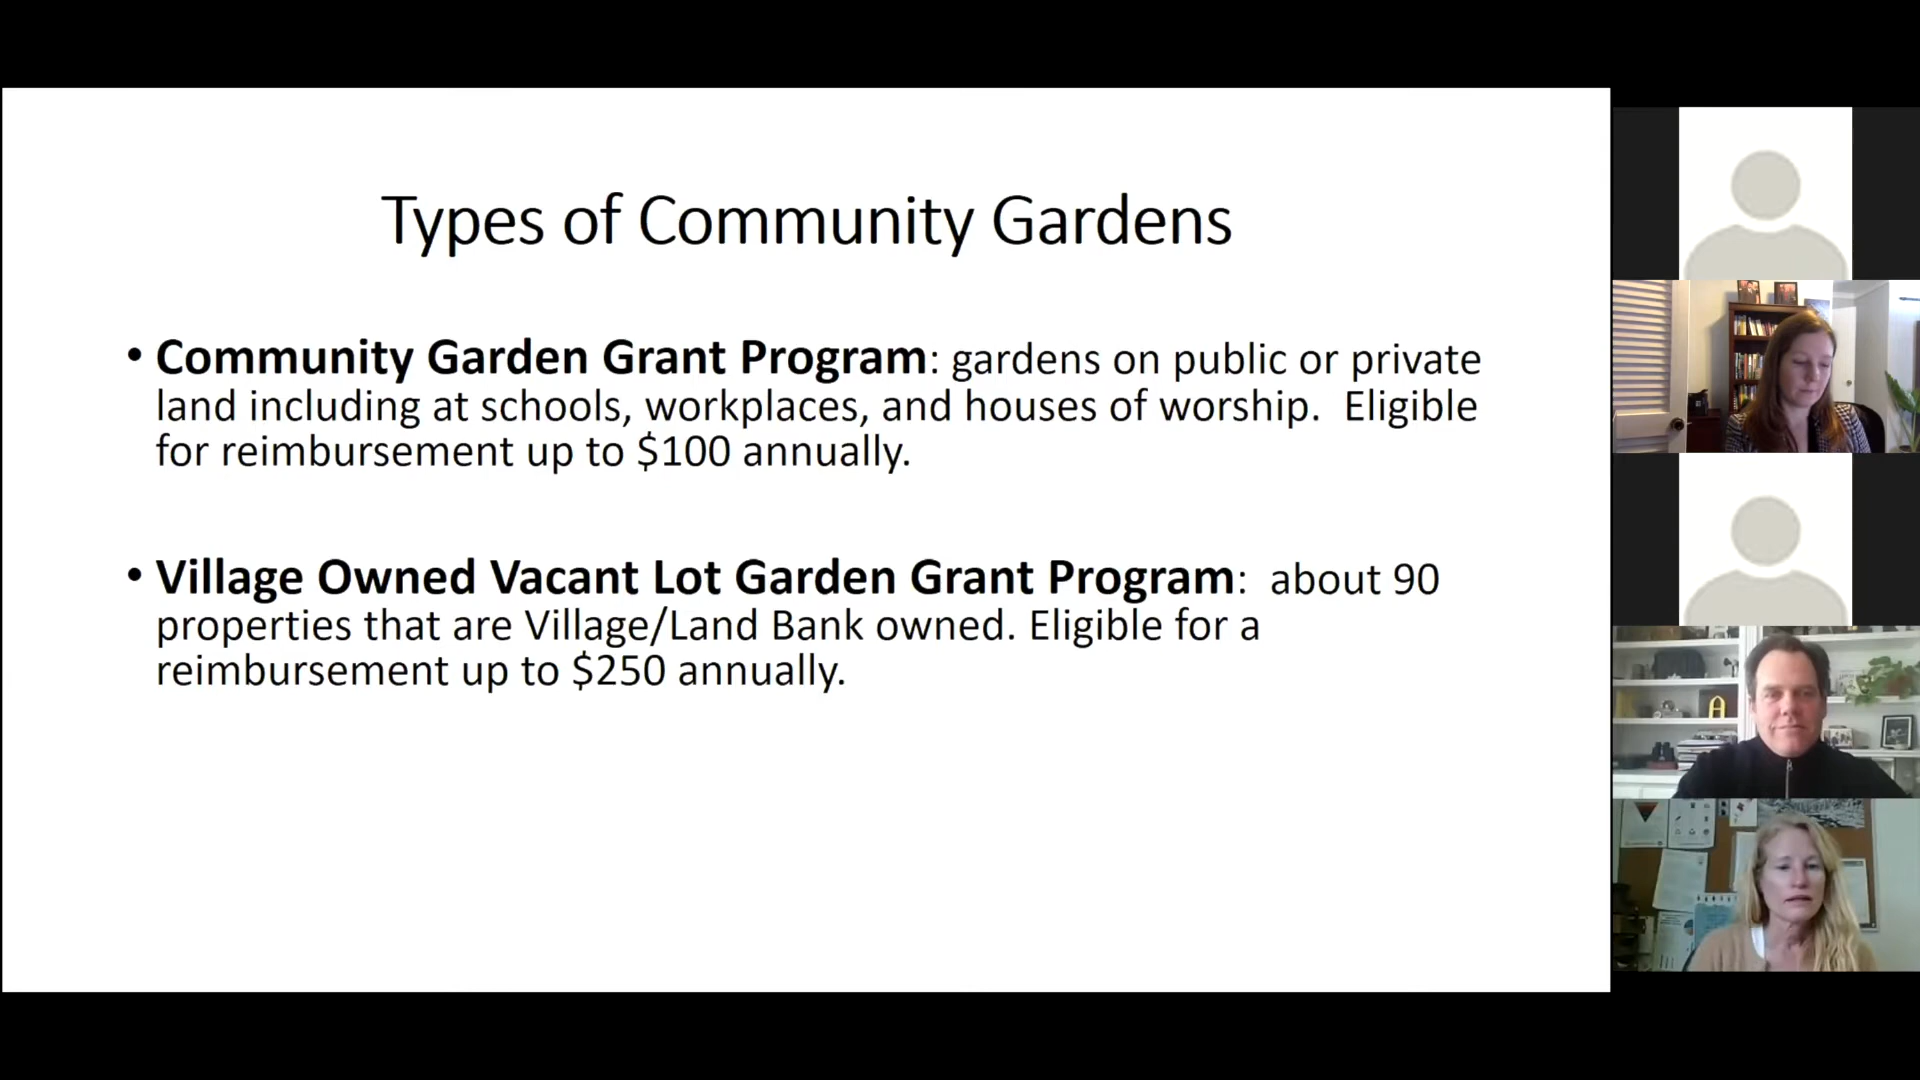 Types of Community Gardens
• Community Garden Grant Program: gardens on public or private
land including at schools, workplaces, and houses of worship.  Eligible
for reimbursement up to $100 annually.
• Village Owned Vacant Lot Garden Grant Program:  about 90
properties that are Village/Land Bank owned. Eligible for a
reimbursement up to $250 annually.